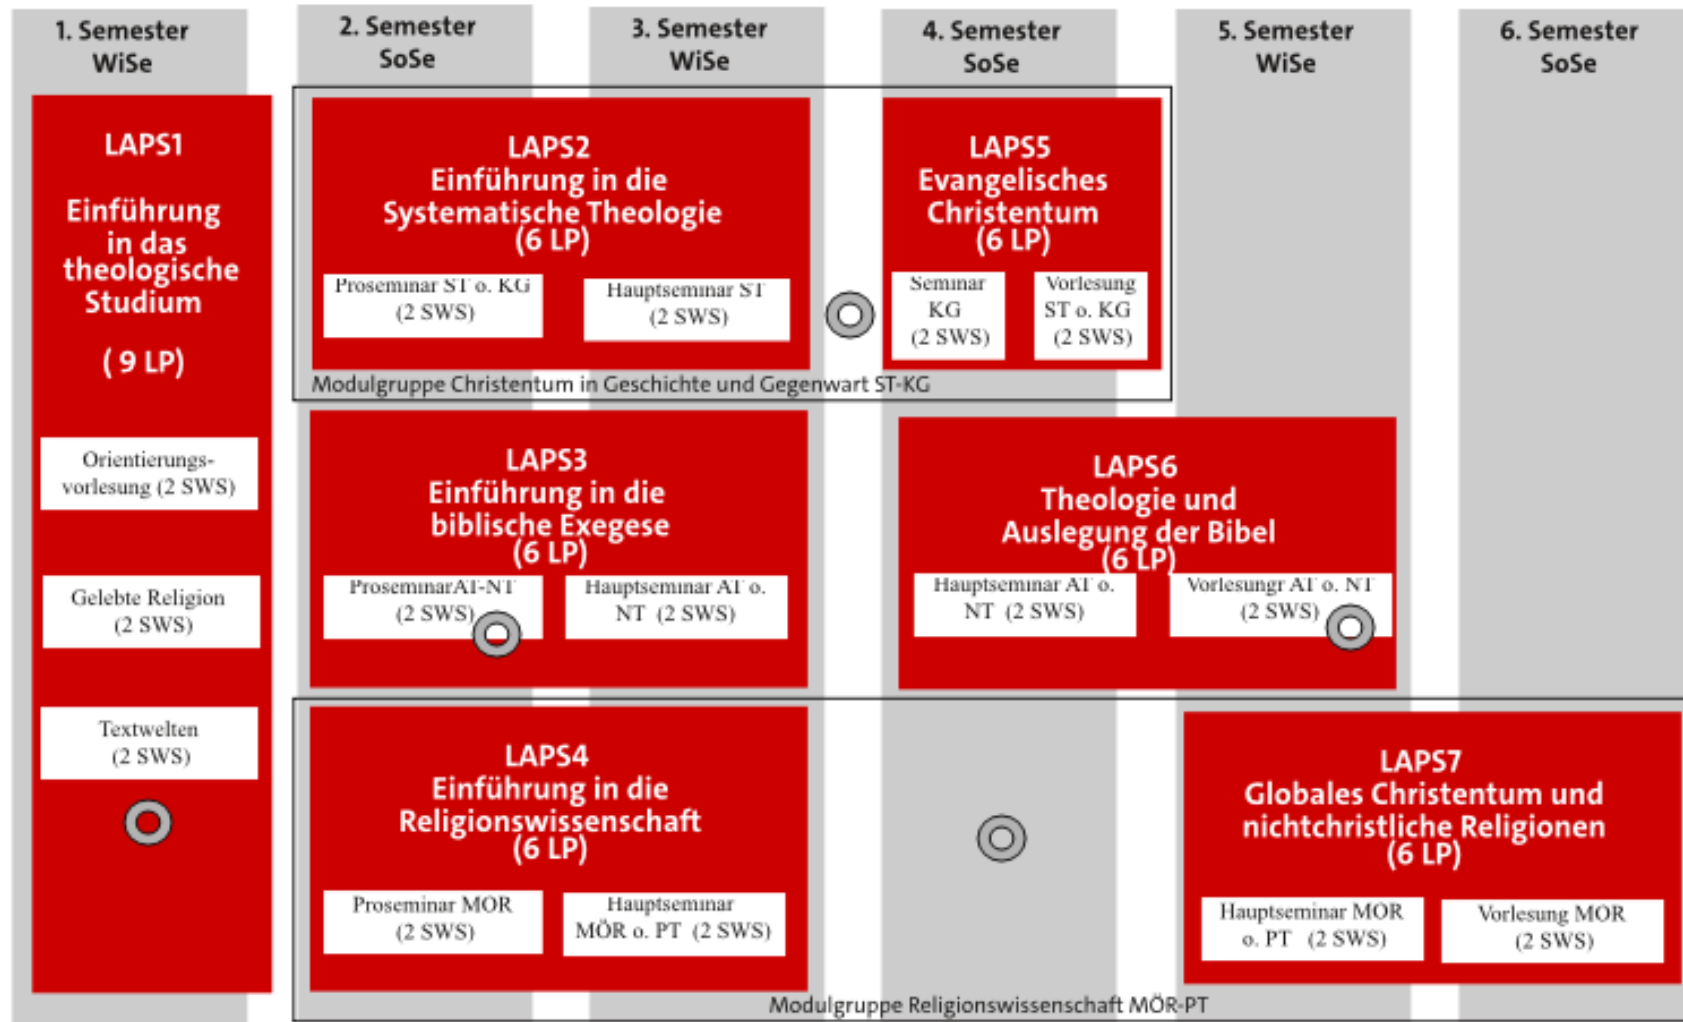 1. Semester
WiSe
2. Semester
SoSe
3. Semester
WiSe
4. Semester
SoSe
5. Semester
WiSe
6. Semester
SoSe
LAPS1
Einführung
in das
theologische
Studium
( 9 LP)
Orientierungs-
vorlesung (2 SWS)
Gelebte Religion
(2 SWS)
Textwelten
(2 SWS)
LAPS2
Einführung in die
Systematische Theologie
(6 LP)
Proseminar ST o. KG
(2 SWS)
Hauptseminar ST
(2 SWS)
LAPS5
Evangelisches
Christentum
(6 LP)
Seminar
KG
(2 SWS)
Vorlesung
ST o. KG
(2 SWS)
Modulgruppe Christentum in Geschichte und Gegenwart ST-KG
LAPS3
Einführung in die
biblische Exegese
(6 LP)
ProseminarAT-NT
(2 SWS)
Hauptseminar AT o.
NT (2 SWS)
LAPS6
Theologie und
Auslegung der Bibel
(6 LP)
Hauptseminar AT o.
NT (2 SWS)
Vorlesungr AT o. NT
(2 SWS)
LAPS4
Einführung in die
Religionswissenschaft
(6 LP)
Proseminar MÖR
(2 SWS)
Hauptseminar
MÖR o. PT (2 SWS)
LAPS7
Globales Christentum und
nichtchristliche Religionen
(6 LP)
Hauptseminar MÖR
o. PT (2 SWS)
Vorlesung MÖR
(2 SWS)
Modulgruppe Religionswissenschaft MÖR-PT